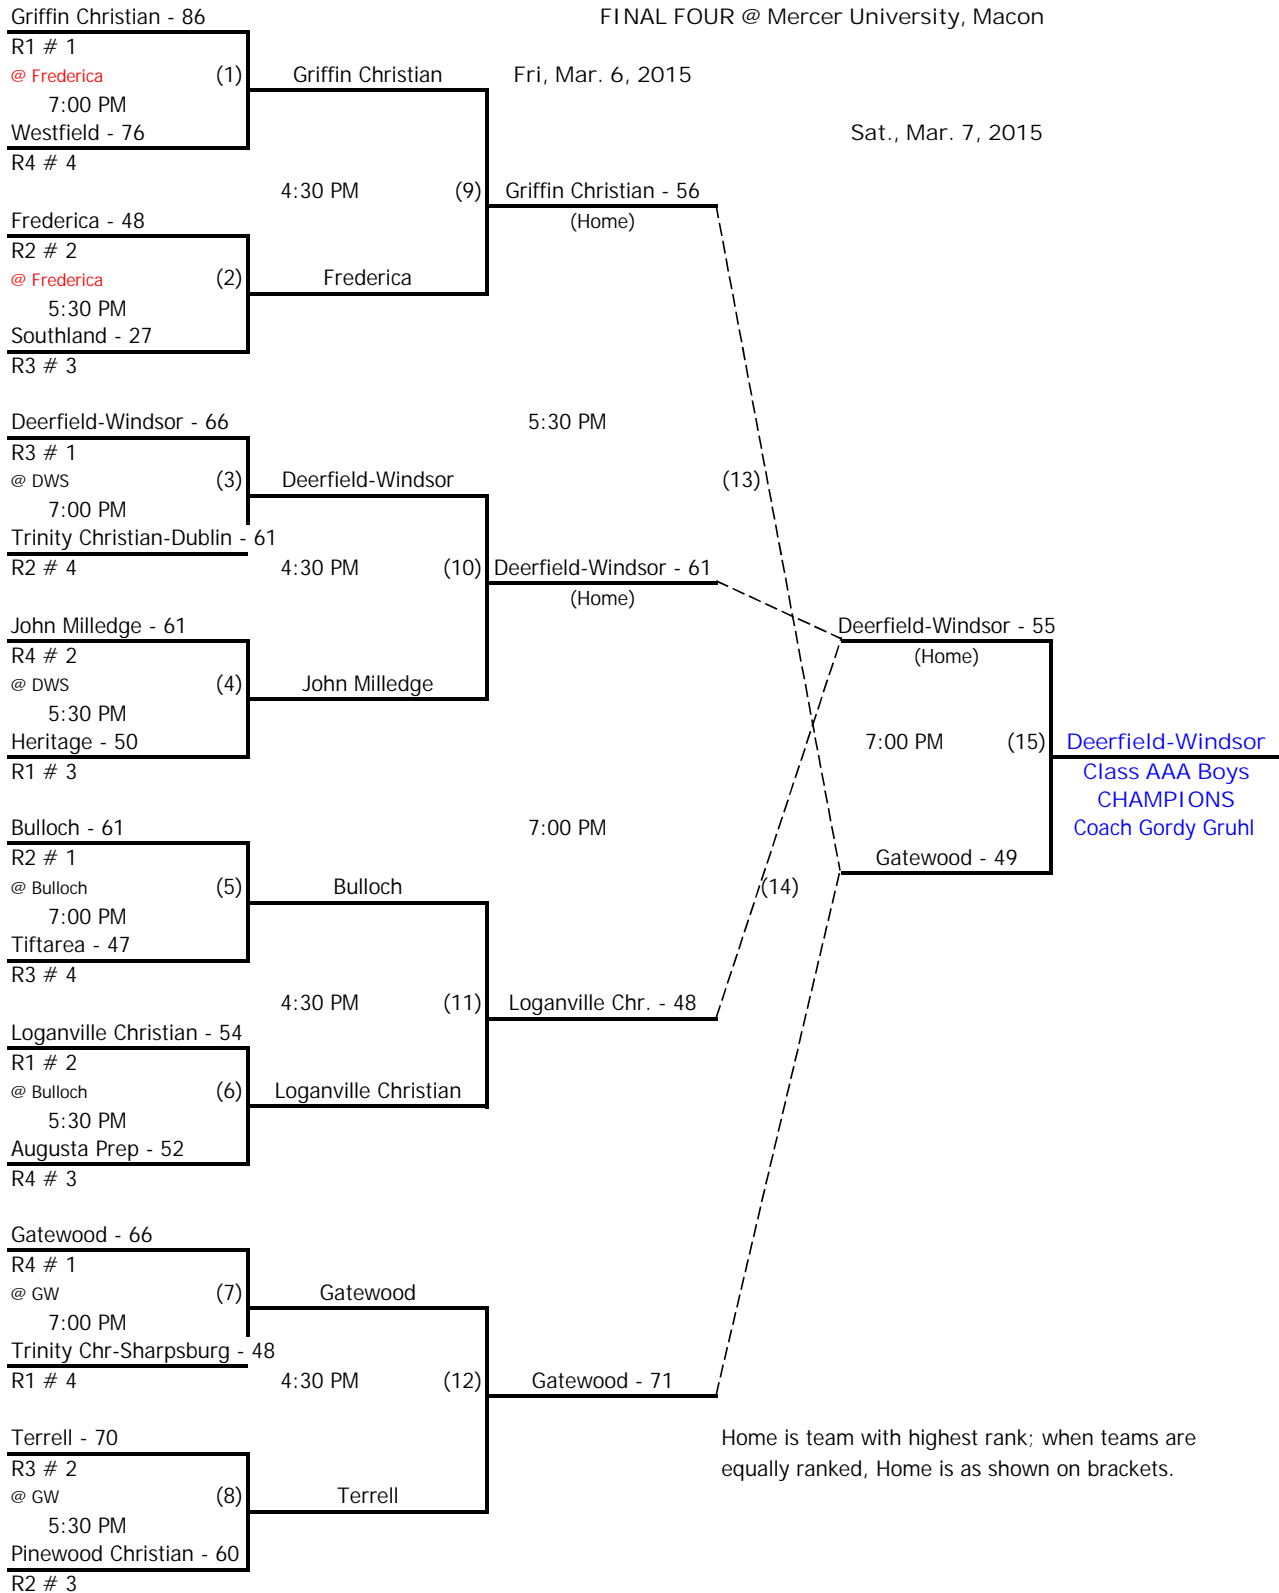 Griffin Christian - 86
FINAL FOUR @ Mercer University, Macon
R1 # 1
@ Frederica
(1)
Griffin Christian
Fri, Mar. 6, 2015
7:00 PM
Westfield - 76
Sat., Mar. 7, 2015
R4 # 4
4:30 PM
(9)
Griffin Christian - 56
(Home)
Frederica - 48
R2 # 2
@ Frederica
(2)
Frederica
5:30 PM
Southland - 27
R3 # 3
Deerfield-Windsor - 66
5:30 PM
R3 # 1
@ DWS
(3)
Deerfield-Windsor
(13)
7:00 PM
Trinity Christian-Dublin - 61
R2 # 4
4:30 PM
(10)
Deerfield-Windsor - 61
(Home)
John Milledge - 61
Deerfield-Windsor - 55
R4 # 2
(Home)
@ DWS
(4)
John Milledge
5:30 PM
Heritage - 50
7:00 PM
(15)
Deerfield-Windsor
R1 # 3
Class AAA Boys
CHAMPIONS
Coach Gordy Gruhl
Bulloch - 61
7:00 PM
R2 # 1
Gatewood - 49
@ Bulloch
(5)
Bulloch
(14)
7:00 PM
Tiftarea - 47
R3 # 4
4:30 PM
(11)
Loganville Chr. - 48
Loganville Christian - 54
R1 # 2
@ Bulloch
(6)
Loganville Christian
5:30 PM
Augusta Prep - 52
R4 # 3
Gatewood - 66
R4 # 1
@ GW
(7)
Gatewood
7:00 PM
Trinity Chr-Sharpsburg - 48
R1 # 4
4:30 PM
(12)
Gatewood - 71
Terrell - 70
R3 # 2
@ GW
(8)
Terrell
5:30 PM
Pinewood Christian - 60
R2 # 3
Home is team with highest rank; when teams are
equally ranked, Home is as shown on brackets.